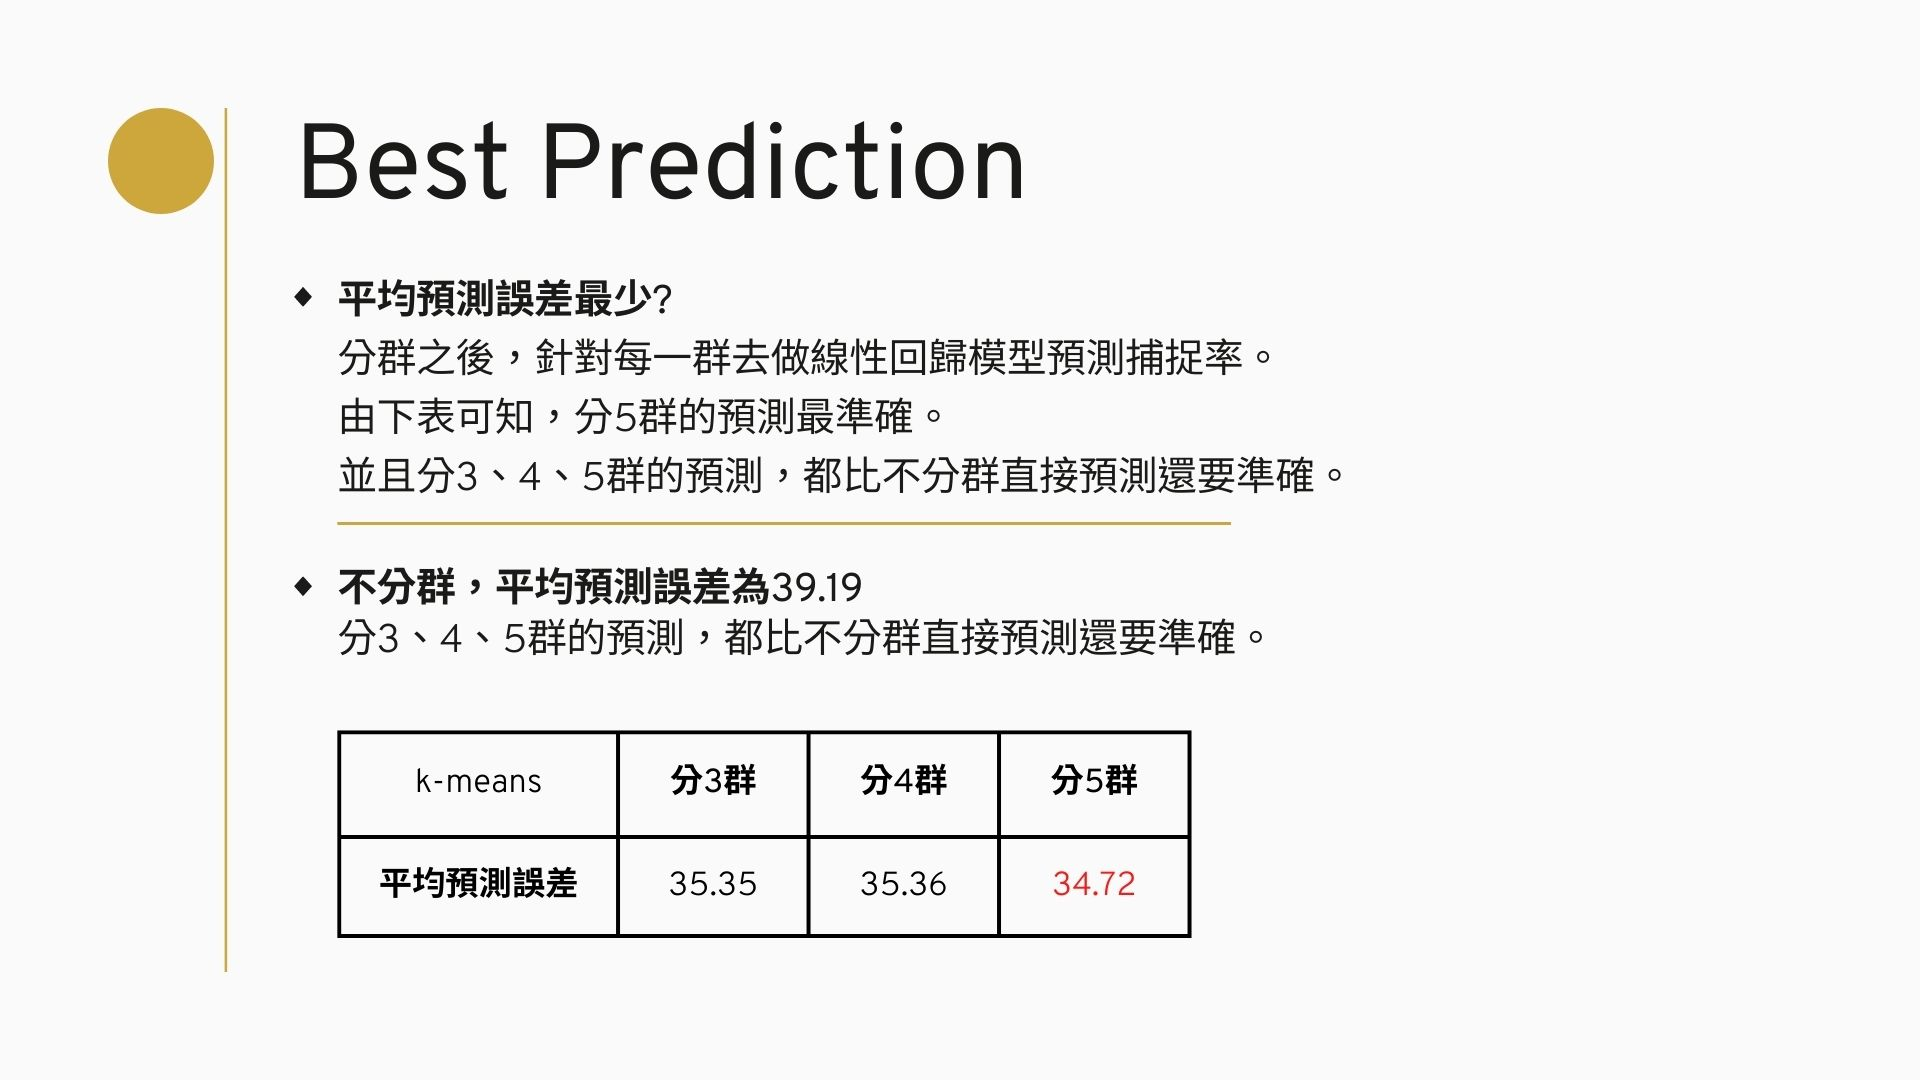 Best Prediction
平均預測誤差最少?
分群之後，針對每一群去做線性回歸模型預測捕捉率。
由下表可知，分5群的預測最準確。
並且分3、4、5群的預測，都比不分群直接預測還要準確。
不分群，平均預測誤差為39.19
分3、4、5群的預測，都比不分群直接預測還要準確。
k-means 分3群 分4群 分5群
平均預測誤差 35.35 35.36 34.72